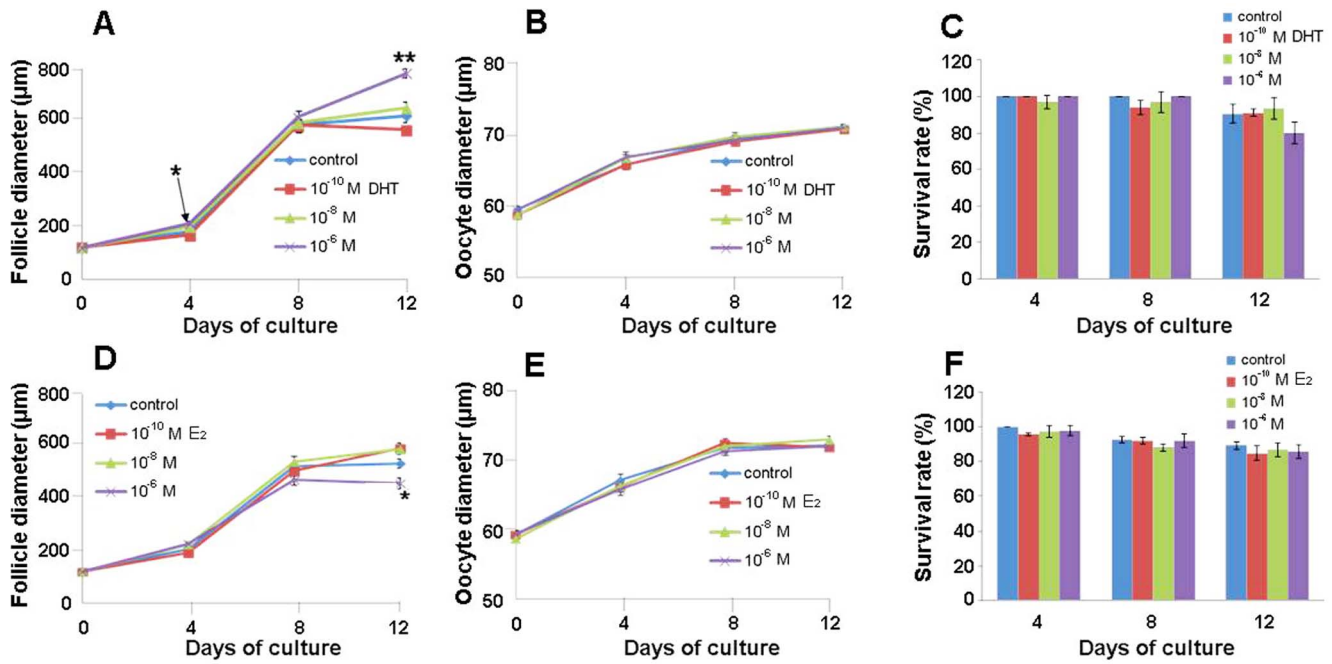 A
Follicle diameter (µm)
800
600
400
200
0
*
**
control
10⁻¹⁰ M DHT
10⁻⁸ M
10⁻⁶ M
0 4 8 12
Days of culture
B
Oocyte diameter (µm)
80
70
60
50
control
10⁻¹⁰ M DHT
10⁻⁸ M
10⁻⁶ M
0 4 8 12
Days of culture
C
Survival rate (%)
120
100
80
60
40
20
0
control
10⁻¹⁰ M DHT
10⁻⁸ M
10⁻⁶ M
4 8 12
Days of culture
D
Follicle diameter (µm)
800
600
400
200
0
control
10⁻¹⁰ M E₂
10⁻⁸ M
10⁻⁶ M
*
0 4 8 12
Days of culture
E
Oocyte diameter (µm)
80
70
60
50
control
10⁻¹⁰ M E₂
10⁻⁸ M
10⁻⁶ M
0 4 8 12
Days of culture
F
Survival rate (%)
120
100
80
60
40
20
0
control
10⁻¹⁰ M E₂
10⁻⁸ M
10⁻⁶ M
4 8 12
Days of culture